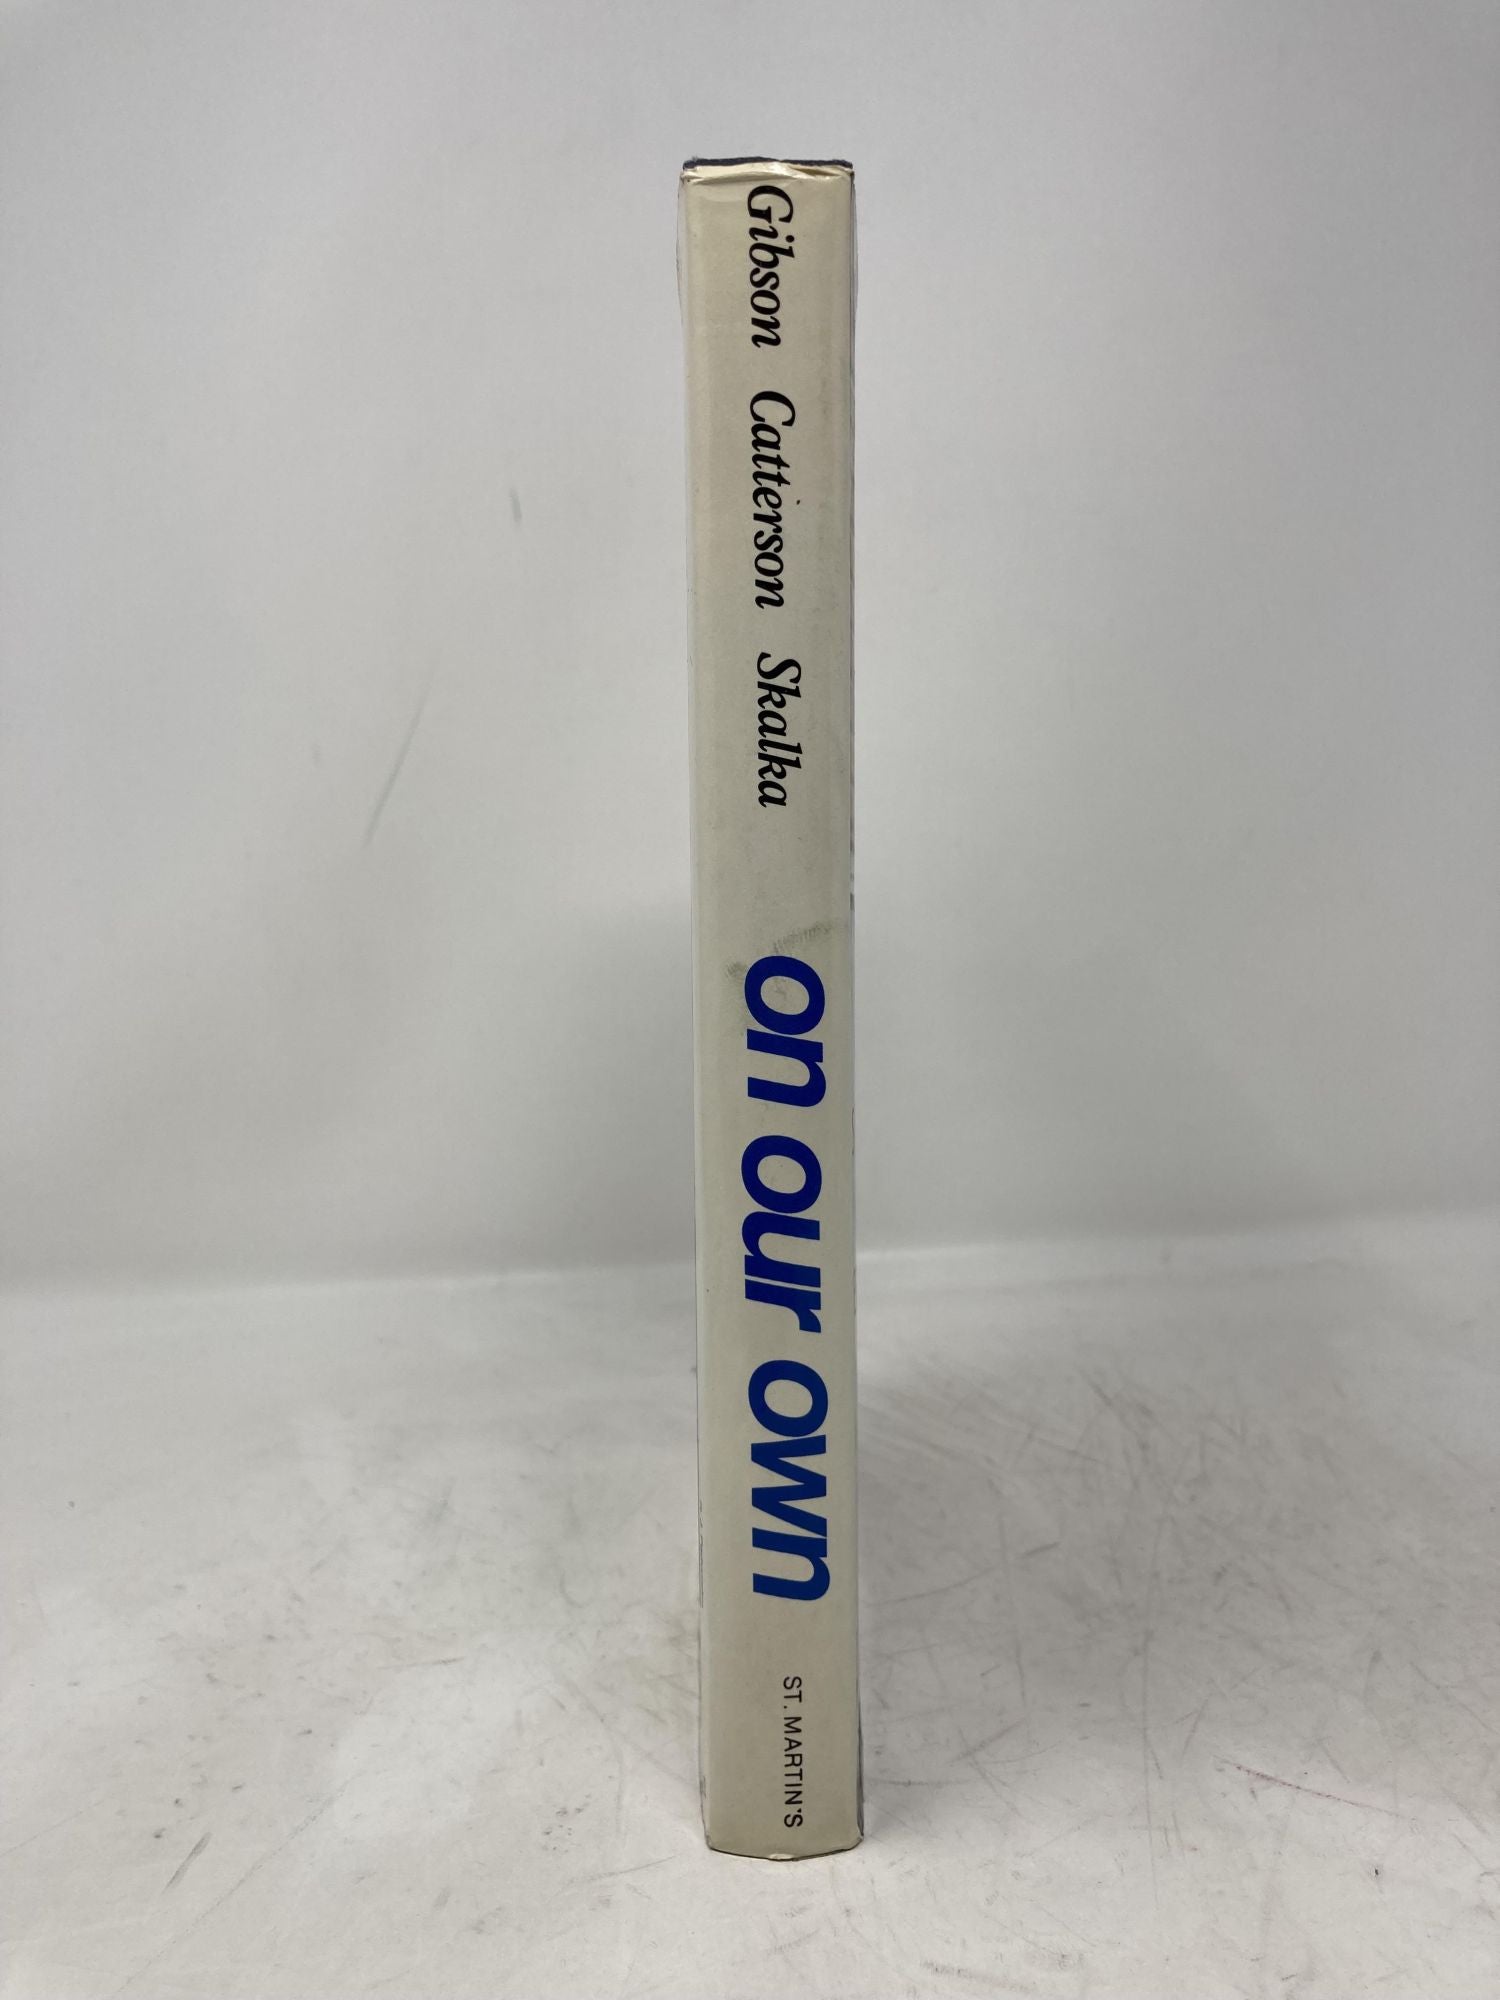 Gibson Catterson Skalka
on our own
ST. MARTIN'S